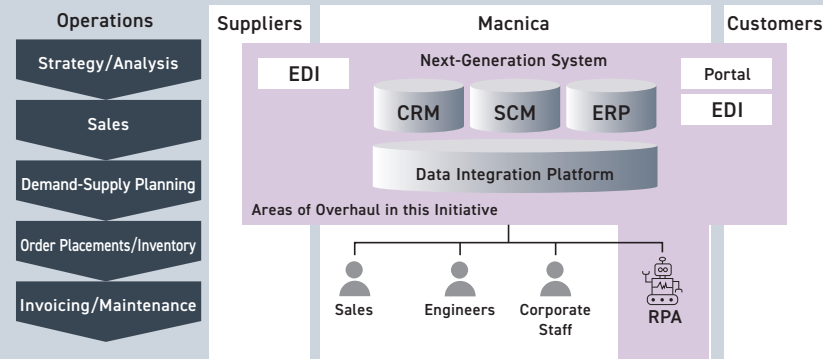 Operations
Strategy/Analysis
Sales
Demand-Supply Planning
Order Placements/Inventory
Invoicing/Maintenance
Suppliers
Macnica
Customers
EDI
Next-Generation System
CRM
SCM
ERP
Data Integration Platform
Portal
EDI
Areas of Overhaul in this Initiative
Sales
Engineers
Corporate
Staff
RPA